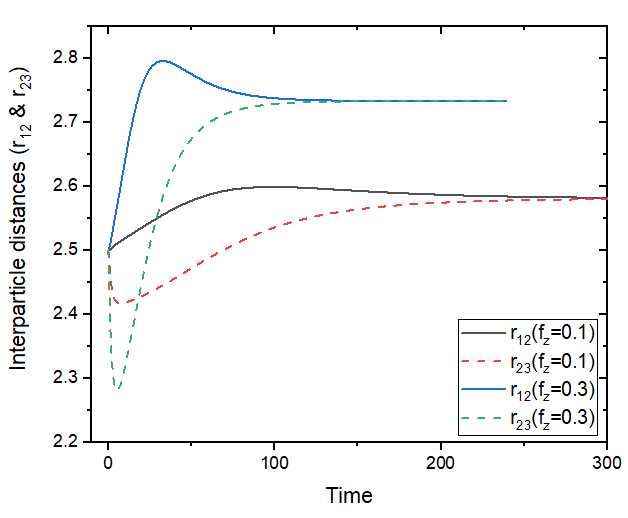 2.8
2.7
2.6
2.5
2.4
2.3
2.2
Interparticle distances (r12 & r23)
r12(fz=0.1)
r23(fz=0.1)
r12(fz=0.3)
r23(fz=0.3)
0 100 200 300
Time